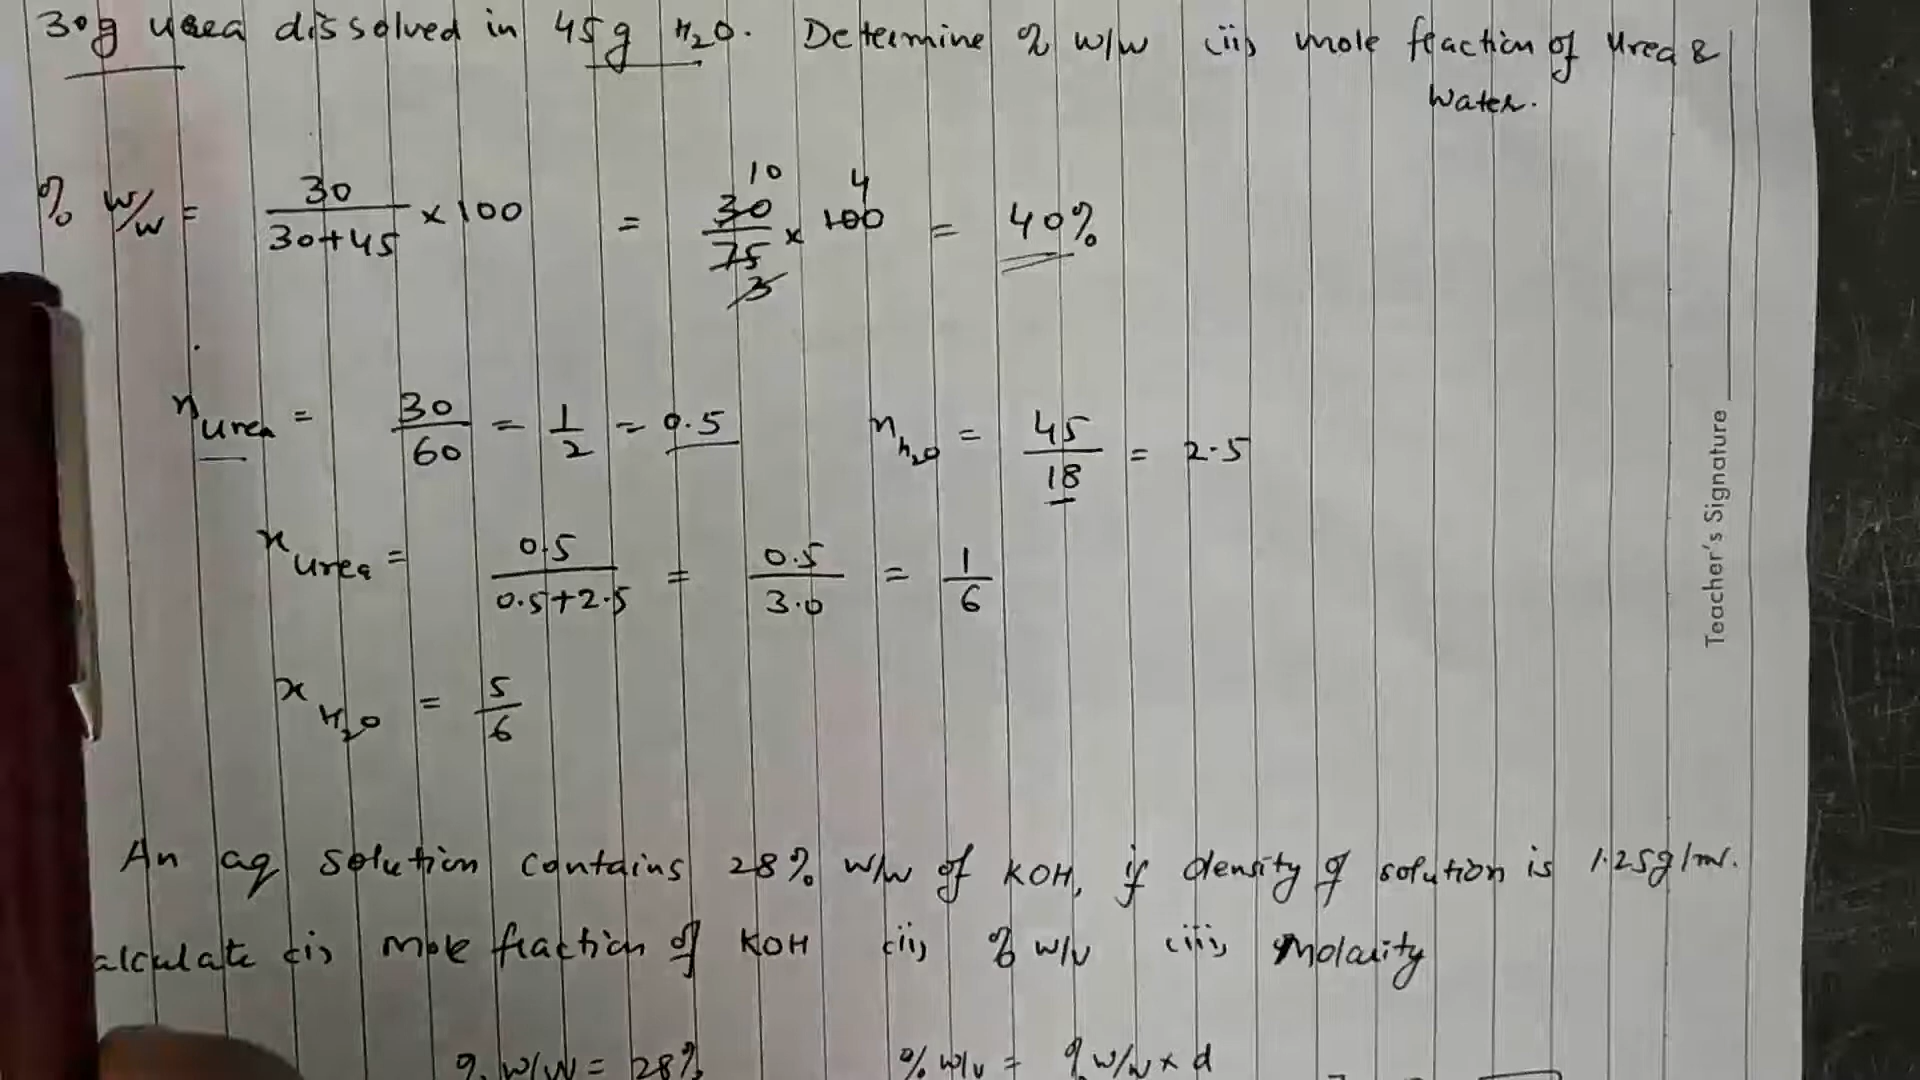 30g urea dissolved in 45g H2O. Determine % w/w (ii) mole fraction of urea &
water.
% w/w = 30/30+45 × 100 = 30/75 × 100 = 40%
10 4
3
n urea = 30/60 = 1/2 = 0.5 n H2O = 45/18 = 2.5
x urea = 0.5/0.5+2.5 = 0.5/3.0 = 1/6
x H2O = 5/6
An aq solution contains 28% w/w of KOH, if density of solution is 1.25g/ml.
alculate (i) mole fraction of KOH (ii) % w/v (iii) Molarity
% w/w = 28% % w/v = % w/w × d
Teacher's Signature